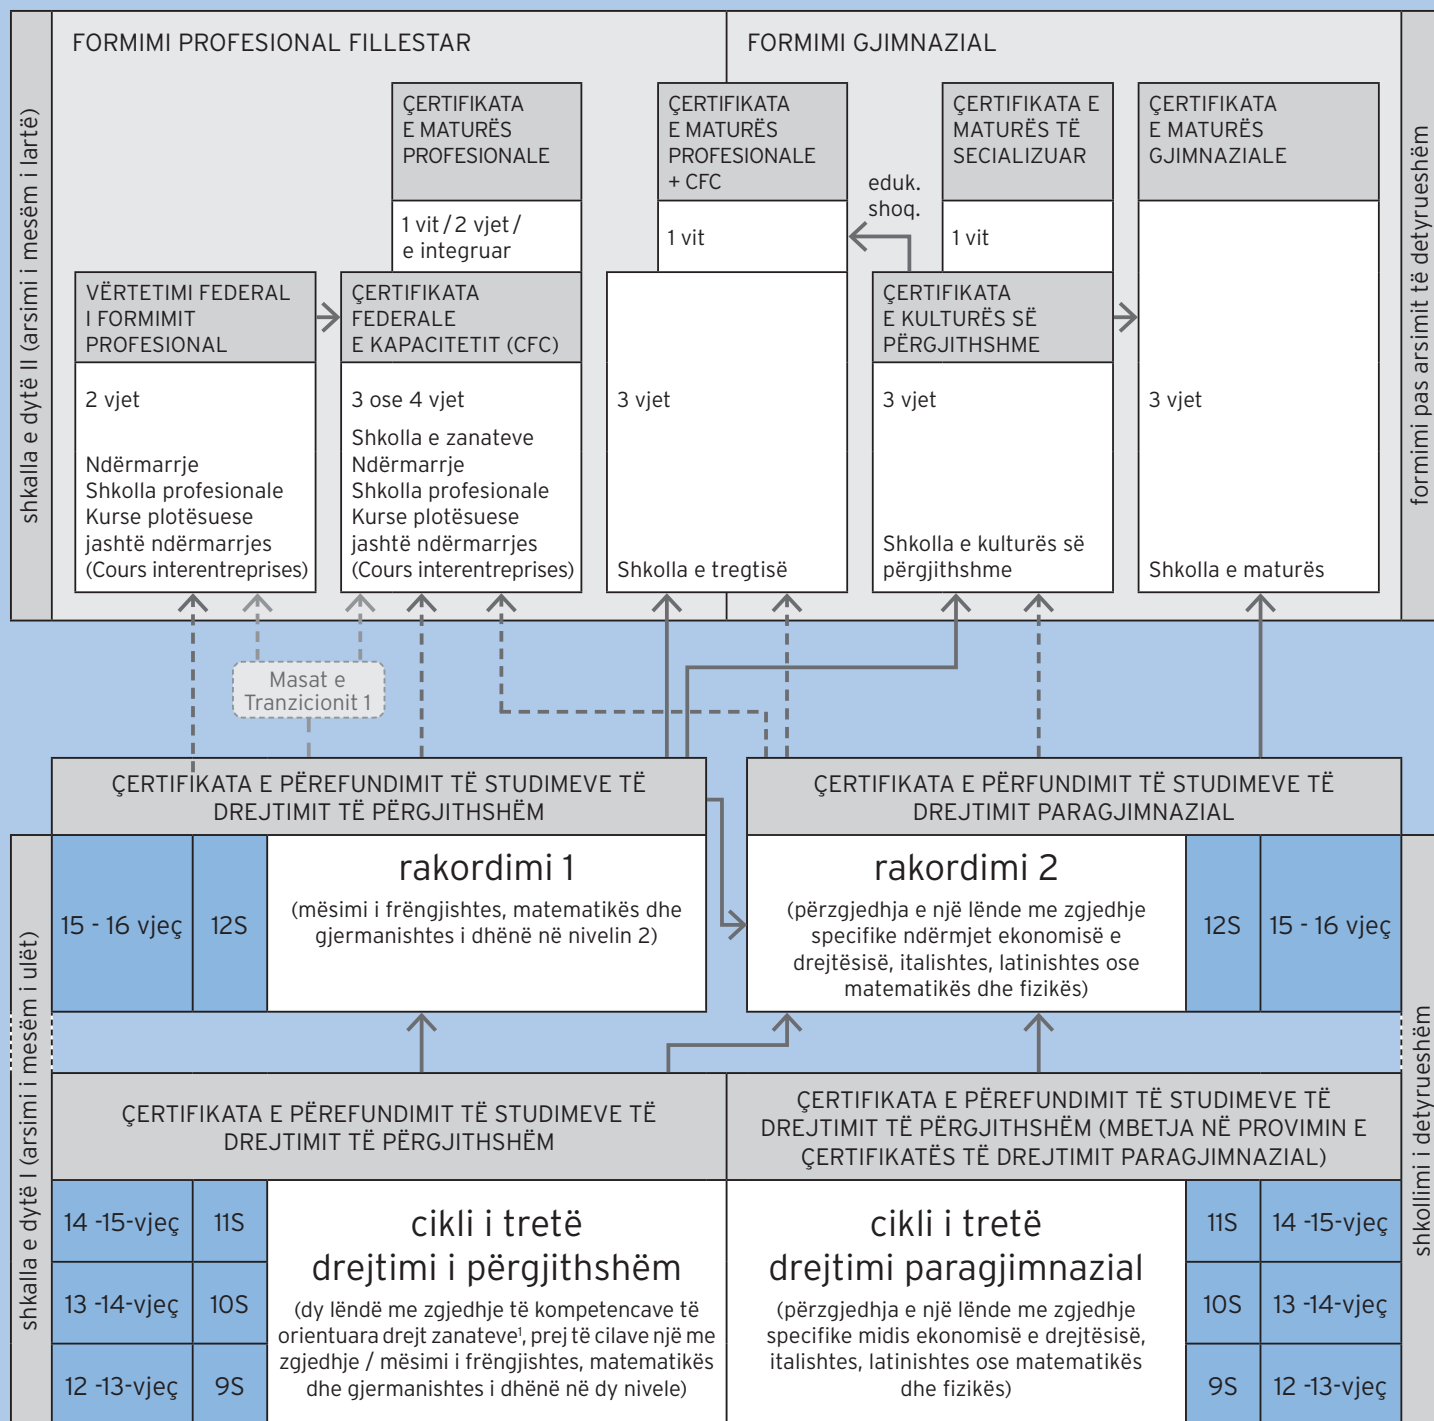 FORMIMI PROFESIONAL FILLESTAR
FORMIMI GJIMNAZIAL
shkalla e dytë II (arsimi i mesëm i lartë)
formimi pas arsimit të detyrueshëm
ÇERTIFIKATA
E MATURËS
PROFESIONALE
1 vit / 2 vjet /
e integruar
ÇERTIFIKATA
E MATURËS
PROFESIONALE
+ CFC
1 vit
eduk.
shoq.
ÇERTIFIKATA E
MATURËS TË
SECIALIZUAR
1 vit
ÇERTIFIKATA
E MATURËS
GJIMNAZIALE
VËRTETIMI FEDERAL
I FORMIMIT
PROFESIONAL
2 vjet
Ndërmarrje
Shkolla profesionale
Kurse plotësuese
jashtë ndërmarrjes
(Cours interentreprises)
ÇERTIFIKATA
FEDERALE
E KAPACITETIT (CFC)
3 ose 4 vjet
Shkolla e zanateve
Ndërmarrje
Shkolla profesionale
Kurse plotësuese
jashtë ndërmarrjes
(Cours interentreprises)
3 vjet
Shkolla e tregtisë
ÇERTIFIKATA
E KULTURËS SË
PËRGJITHSHME
3 vjet
Shkolla e kulturës së
përgjithshme
3 vjet
Shkolla e maturës
Masat e
Tranzicionit 1
ÇERTIFIKATA E PËREFUNDIMIT TË STUDIMEVE TË
DREJTIMIT TË PËRGJITHSHËM
ÇERTIFIKATA E PËRFUNDIMIT TË STUDIMEVE TË
DREJTIMIT PARAGJIMNAZIAL
shkalla e dytë I (arsimi i mesëm i ulët)
shkollimi i detyrueshëm
15 - 16 vjeç
12S
rakordimi 1
(mësimi i frëngjishtes, matematikës dhe
gjermanishtes i dhënë në nivelin 2)
rakordimi 2
(përzgjedhja e një lënde me zgjedhje
specifike ndërmjet ekonomisë e
drejtësisë, italishtes, latinishtes ose
matematikës dhe fizikës)
12S
15 - 16 vjeç
ÇERTIFIKATA E PËREFUNDIMIT TË STUDIMEVE TË
DREJTIMIT TË PËRGJITHSHËM
ÇERTIFIKATA E PËREFUNDIMIT TË STUDIMEVE TË
DREJTIMIT TË PËRGJITHSHËM (MBETJA NË PROVIMIN E
ÇERTIFIKATËS TË DREJTIMIT PARAGJIMNAZIAL)
14 -15-vjeç
11S
13 -14-vjeç
10S
12 -13-vjeç
9S
cikli i tretë
drejtimi i përgjithshëm
(dy lëndë me zgjedhje të kompetencave të
orientuara drejt zanateve¹, prej të cilave një me
zgjedhje / mësimi i frëngjishtes, matematikës
dhe gjermanishtes i dhënë në dy nivele)
cikli i tretë
drejtimi paragjimnazial
(përzgjedhja e një lënde me zgjedhje
specifike midis ekonomisë e drejtësisë,
italishtes, latinishtes ose matematikës
dhe fizikës)
11S
14 -15-vjeç
10S
13 -14-vjeç
9S
12 -13-vjeç